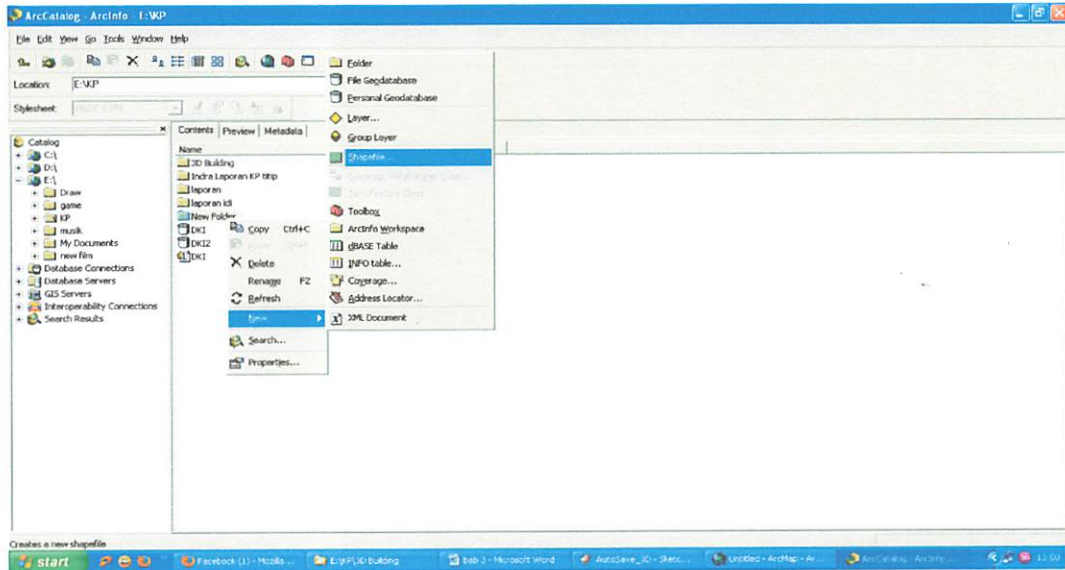 ArcCatalog - ArcInfo - E:\KP
File Edit View Go Tools Window Help
Location: E:\KP
Stylesheet:
Catalog
C:\
D:\
E:\
Draw
game
KP
musik
My Documents
new film
Database Connections
Database Servers
GIS Servers
Interoperability Connections
Search Results
Contents Preview Metadata
Name
3D Building
Indra Laporan KP titip
laporan
laporan idi
New Folder
DKI
DKI2
DKI
Copy Ctrl+C
Delete
Rename F2
Refresh
New
Search...
Properties...
Folder
File Geodatabase
Personal Geodatabase
Layer...
Group Layer
Shapefile...
Toolbox
ArcInfo Workspace
dBASE Table
INFO table...
Coverage...
Address Locator...
XML Document
Creates a new shapefile
start
Facebook (1) - Mozilla...
E:\KP\3D Building
bab 3 - Microsoft Word
AutoSave_3D - Sketc...
Untitled - ArcMap - Ar...
ArcCatalog - ArcInfo ...
12:00